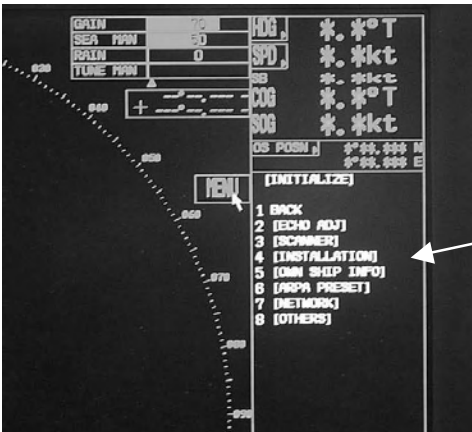 GAIN 70
SEA MAN 50
RAIN 0
TUNE MAN
HDG *.*°T
SPD *.*kt
SB *.*kt
COG *.*°T
SOG *.*kt
OS POSN *°**.*** N
*°**.*** E
MENU
[INITIALIZE]
1 BACK
2 [ECHO ADJ]
3 [SCANNER]
4 [INSTALLATION]
5 [OWN SHIP INFO]
6 [ARPA PRESET]
7 [NETWORK]
8 [OTHERS]
030
040
050
060
070
080
090